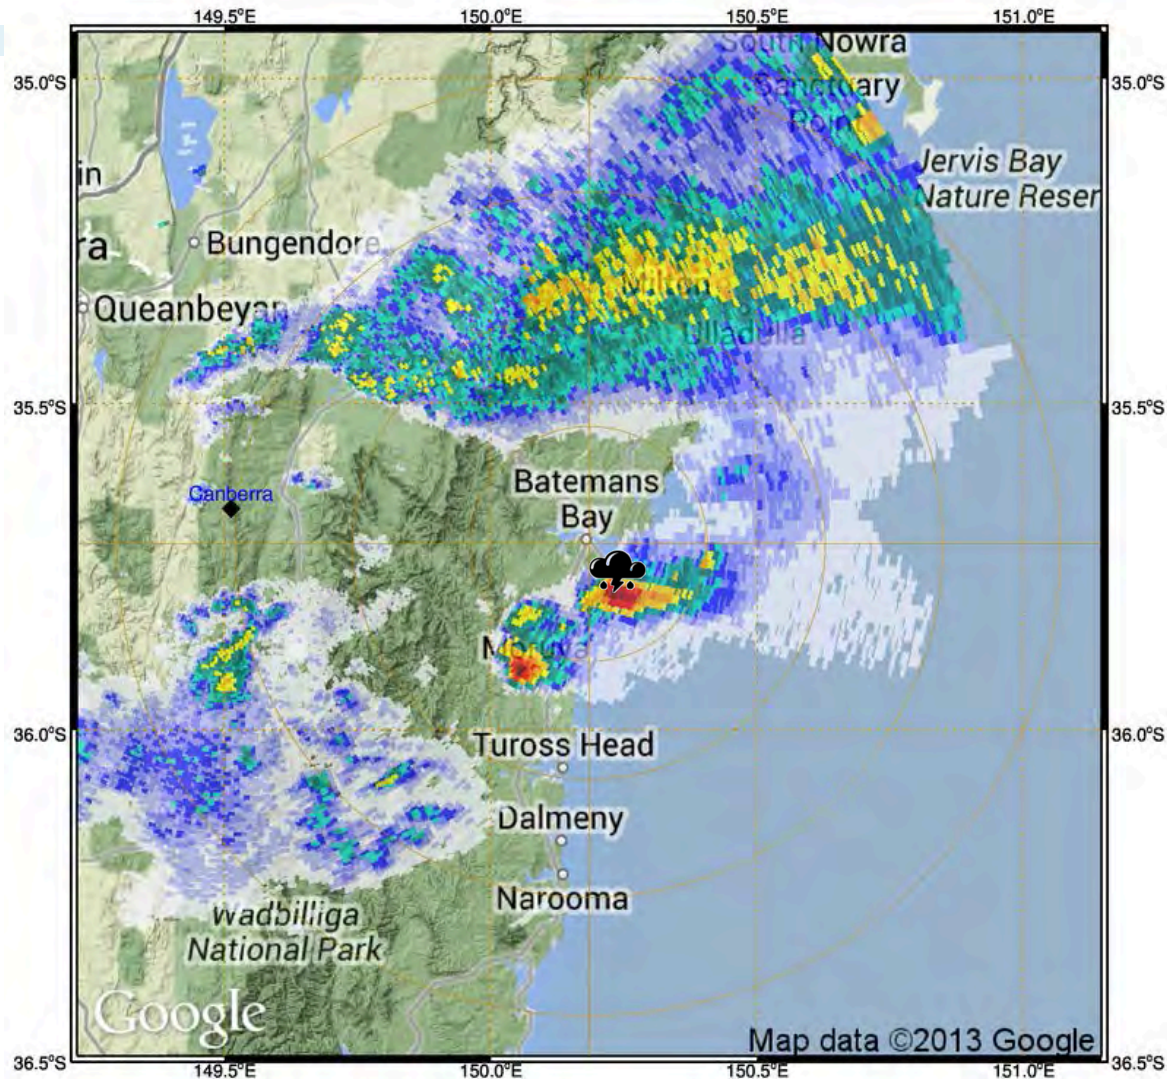 149.5°E 150.0°E 150.5°E 151.0°E
South Nowra
35.0°S 35.0°S
Sanctuary
Point
Jervis Bay
in
Nature Reser
ra
Bungendore
Milton
Queanbeyan
Ulladulla
35.5°S 35.5°S
Batemans
Bay
Canberra
Moruya
36.0°S 36.0°S
Tuross Head
Dalmeny
Narooma
Wadbilliga
National Park
Google
Map data ©2013 Google
36.5°S 36.5°S
149.5°E 150.0°E 150.5°E 151.0°E